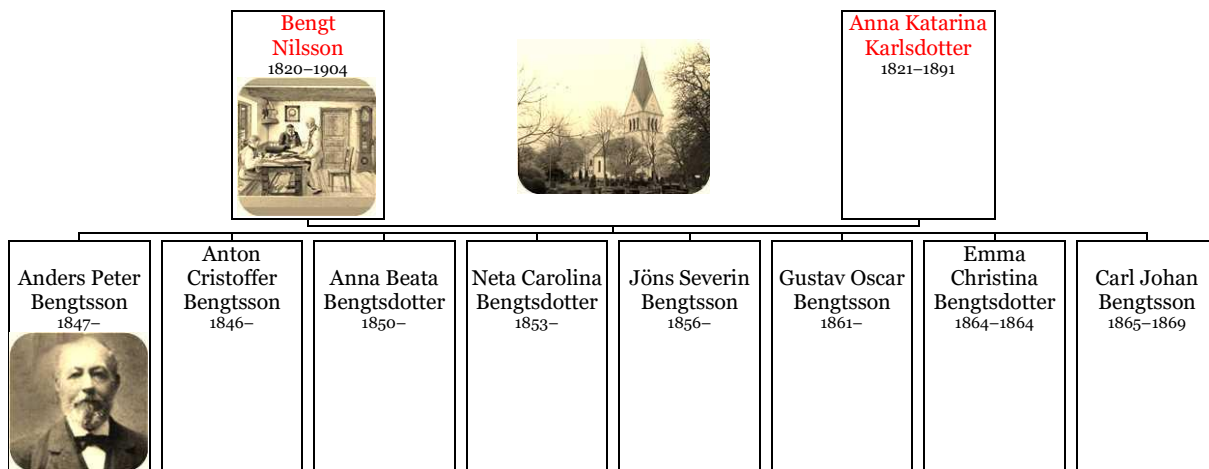 Bengt
Nilsson
1820–1904
Anna Katarina
Karlsdotter
1821–1891
Anders Peter
Bengtsson
1847–
Anton
Cristoffer
Bengtsson
1846–
Anna Beata
Bengtsdotter
1850–
Neta Carolina
Bengtsdotter
1853–
Jöns Severin
Bengtsson
1856–
Gustav Oscar
Bengtsson
1861–
Emma
Christina
Bengtsdotter
1864–1864
Carl Johan
Bengtsson
1865–1869